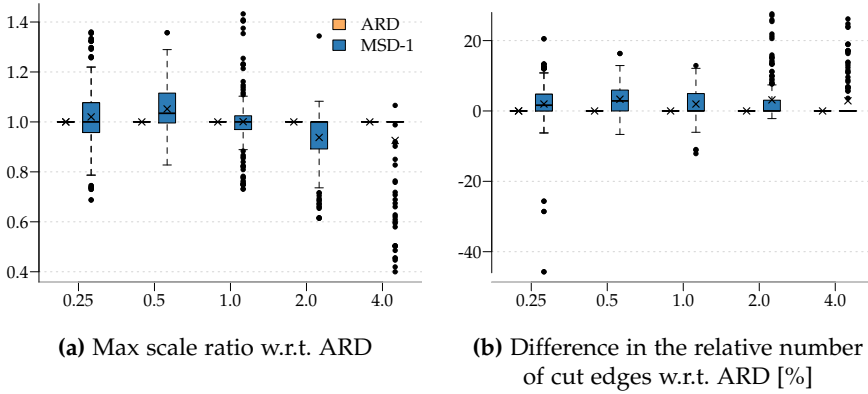 1.4
1.2
1.0
0.8
0.6
0.4
ARD
MSD-1
0.25 0.5 1.0 2.0 4.0
(a) Max scale ratio w.r.t. ARD
20
0
-20
-40
0.25 0.5 1.0 2.0 4.0
(b) Difference in the relative number
of cut edges w.r.t. ARD [%]